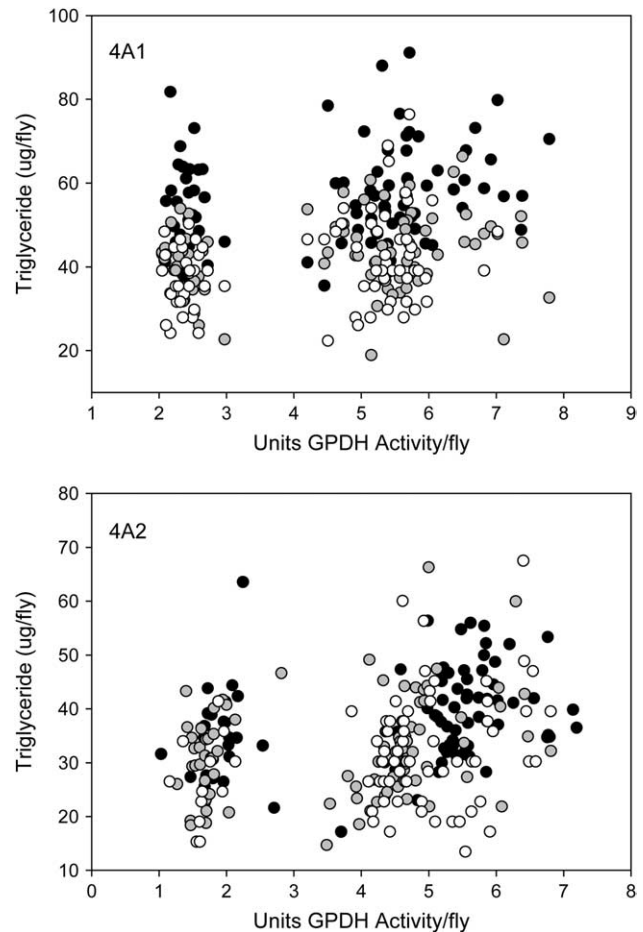 100
80
60
40
20
4A1
Triglyceride (ug/fly)
1 2 3 4 5 6 7 8 9
Units GPDH Activity/fly
80
70
60
50
40
30
20
10
4A2
Triglyceride (ug/fly)
0 1 2 3 4 5 6 7 8
Units GPDH Activity/fly